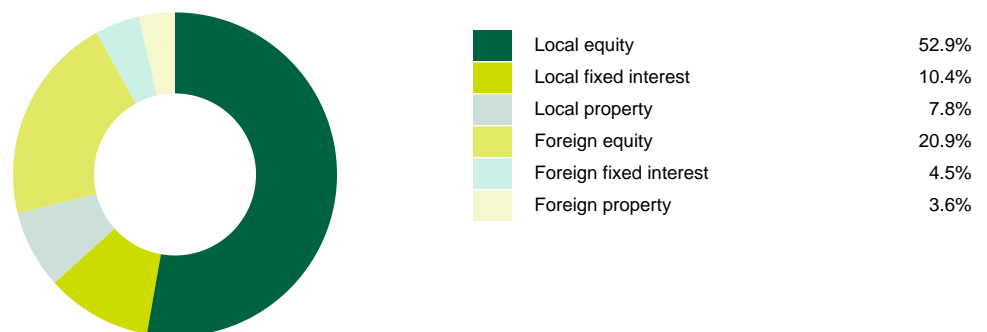 Local equity 52.9%
Local fixed interest 10.4%
Local property 7.8%
Foreign equity 20.9%
Foreign fixed interest 4.5%
Foreign property 3.6%